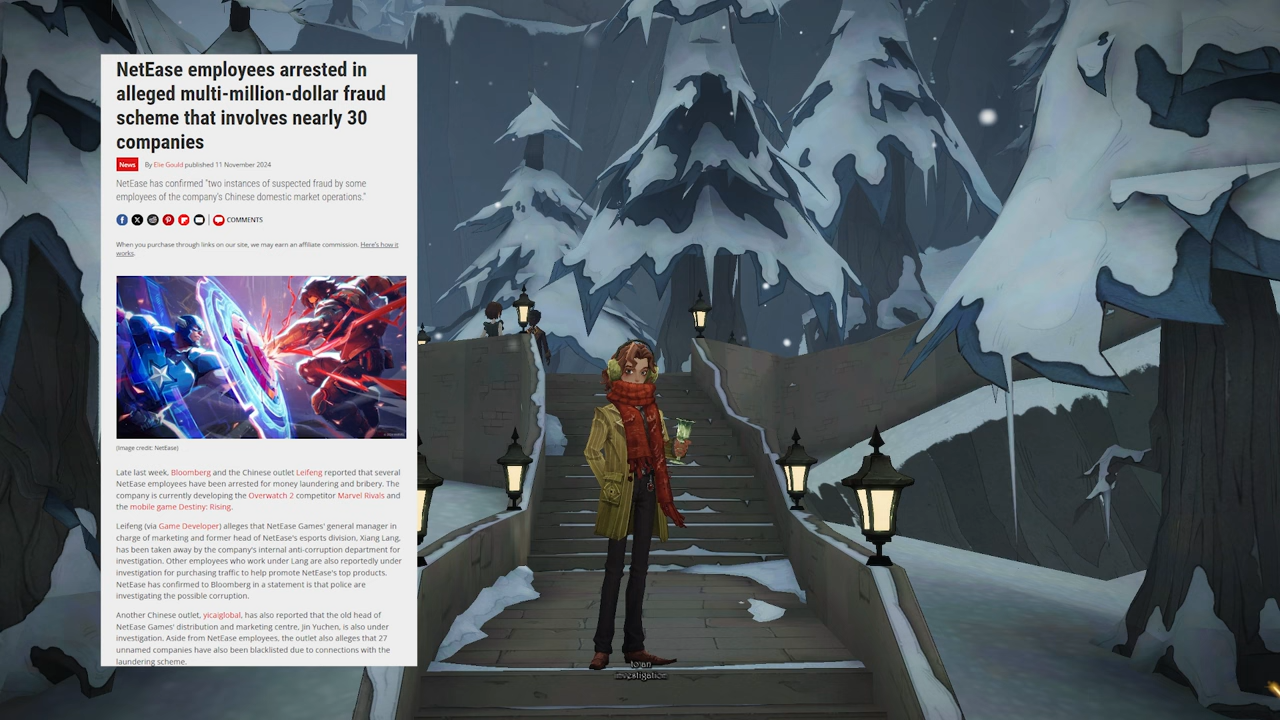 NetEase employees arrested in
alleged multi-million-dollar fraud
scheme that involves nearly 30
companies
News By Elie Gould published 11 November 2024
NetEase has confirmed "two instances of suspected fraud by some
employees of the company's Chinese domestic market operations."
COMMENTS
When you purchase through links on our site, we may earn an affiliate commission. Here's how it
works.
(Image credit: NetEase)
Late last week, Bloomberg and the Chinese outlet Leifeng reported that several
NetEase employees have been arrested for money laundering and bribery. The
company is currently developing the Overwatch 2 competitor Marvel Rivals and
the mobile game Destiny: Rising.
Leifeng (via Game Developer) alleges that NetEase Games' general manager in
charge of marketing and former head of NetEase's esports division, Xiang Lang,
has been taken away by the company's internal anti-corruption department for
investigation. Other employees who work under Lang are also reportedly under
investigation for purchasing traffic to help promote NetEase's top products.
NetEase has confirmed to Bloomberg in a statement is that police are
investigating the possible corruption.
Another Chinese outlet, yicaiglobal, has also reported that the old head of
NetEase Games' distribution and marketing centre, Jin Yuchen, is also under
investigation. Aside from NetEase employees, the outlet also alleges that 27
unnamed companies have also been blacklisted due to connections with the
laundering scheme.
to an
investigation